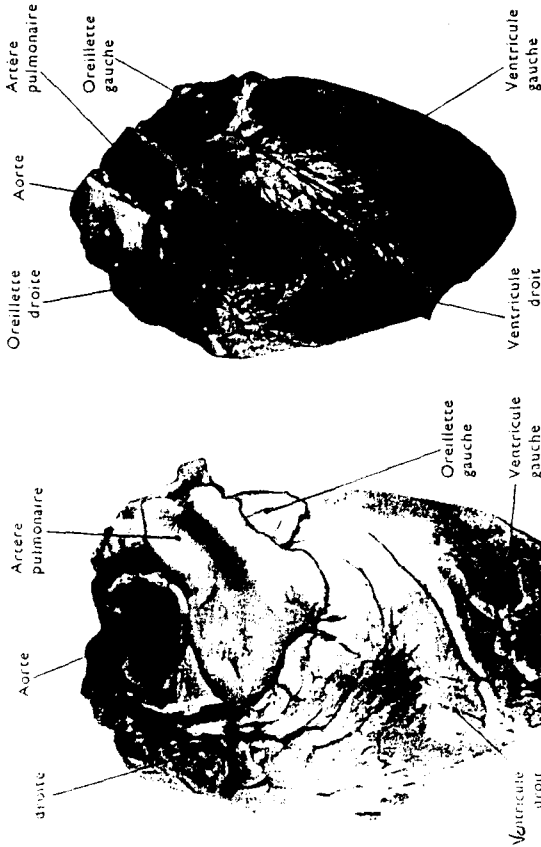 Oreillette
droite
Aorte
Artère
pulmonaire
Oreillette
gauche
Ventricule
droit
Ventricule
gauche
droite
Aorte
Artère
pulmonaire
Oreillette
gauche
Ventricule
gauche
Ventricule
droit